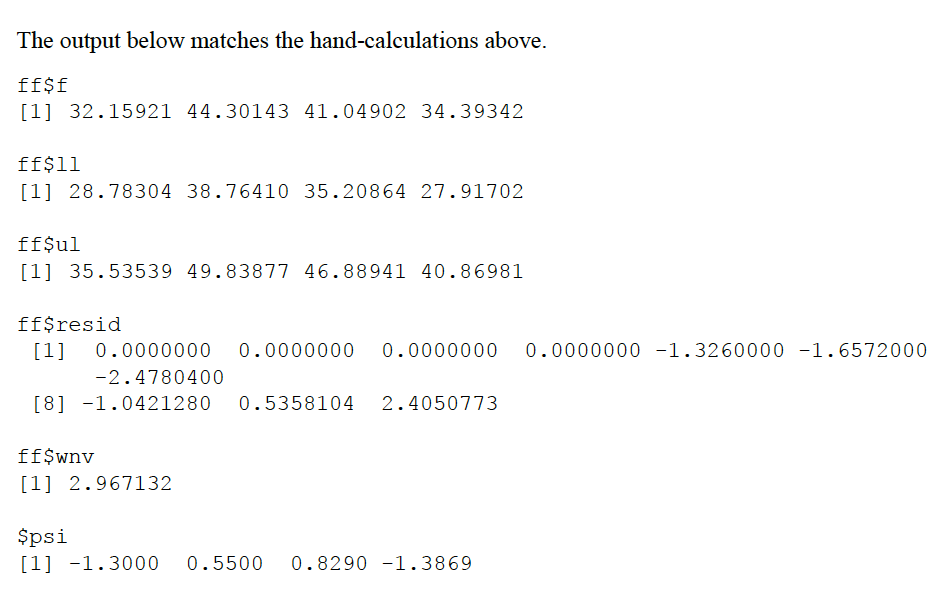 The output below matches the hand-calculations above.
ff$f
[1] 32.15921 44.30143 41.04902 34.39342
ff$ll
[1] 28.78304 38.76410 35.20864 27.91702
ff$ul
[1] 35.53539 49.83877 46.88941 40.86981
ff$resid
[1] 0.0000000 0.0000000 0.0000000 0.0000000 -1.3260000 -1.6572000
-2.4780400
[8] -1.0421280 0.5358104 2.4050773
ff$wnv
[1] 2.967132
$psi
[1] -1.3000 0.5500 0.8290 -1.3869